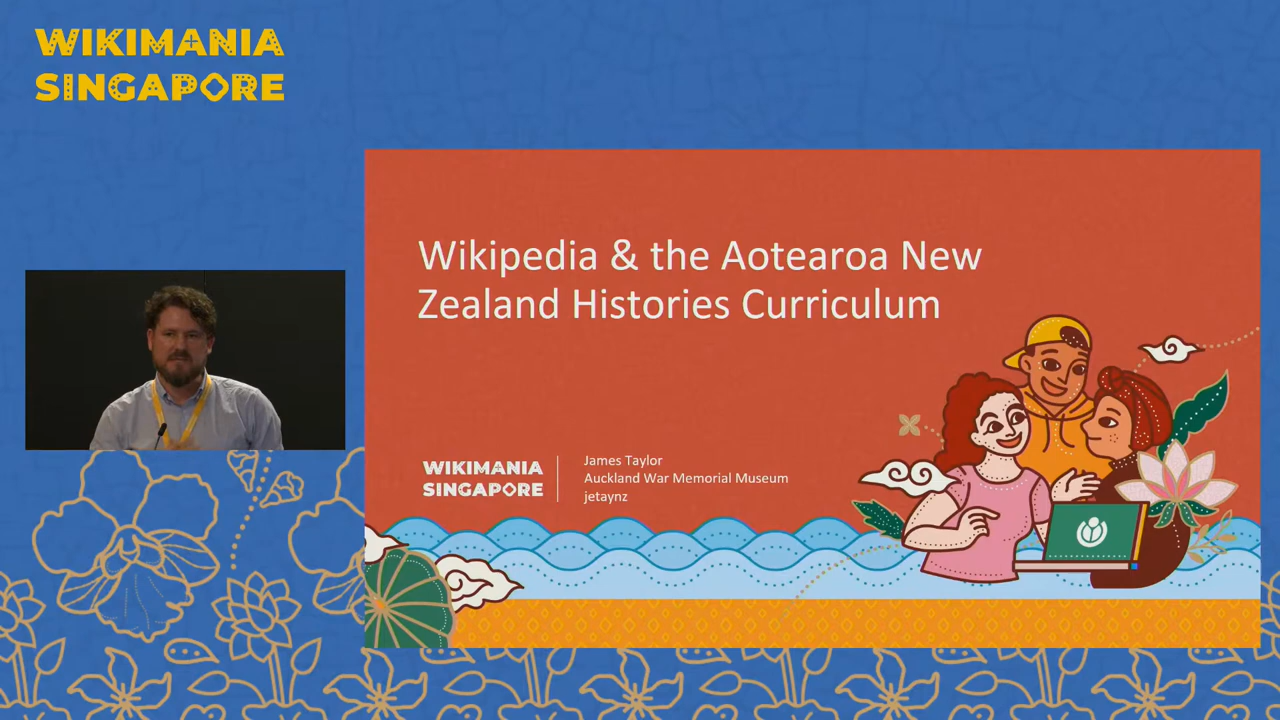 WIKIMANIA
SINGAPORE
Wikipedia & the Aotearoa New
Zealand Histories Curriculum
WIKIMANIA
SINGAPORE
James Taylor
Auckland War Memorial Museum
jetaynz